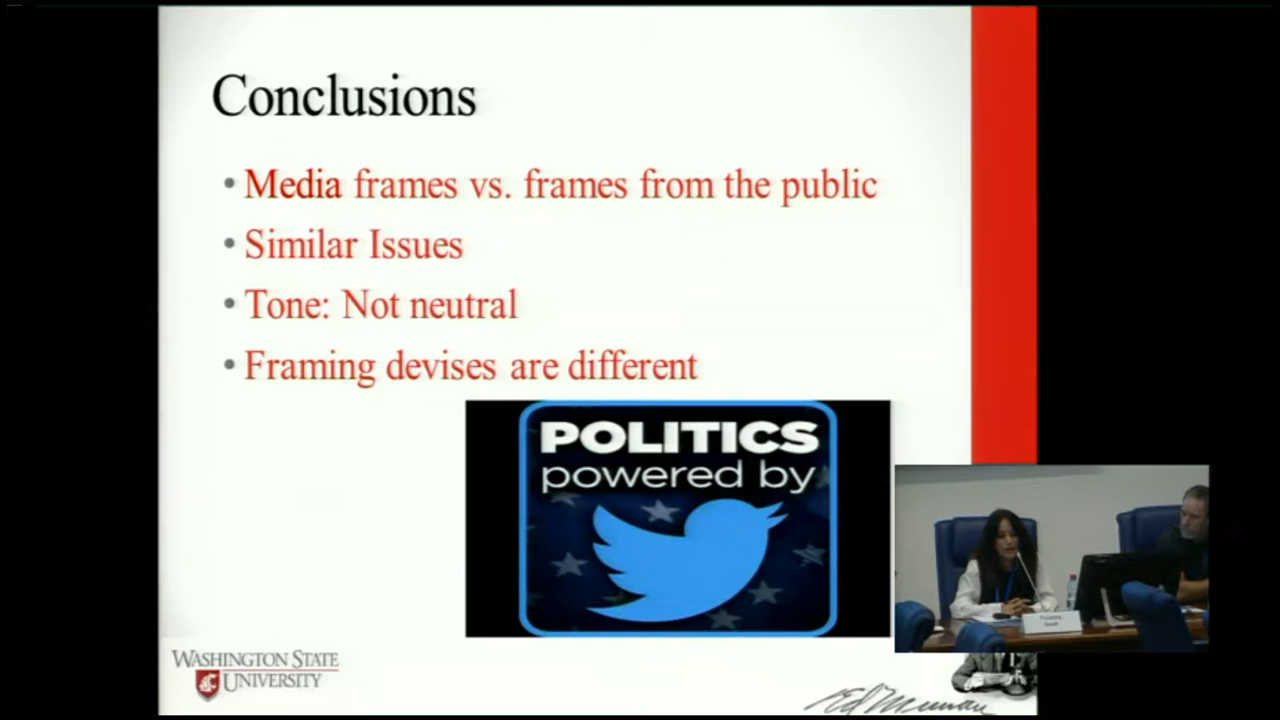 Conclusions
• Media frames vs. frames from the public
• Similar Issues
• Tone: Not neutral
• Framing devises are different
POLITICS
powered by
WASHINGTON STATE
UNIVERSITY